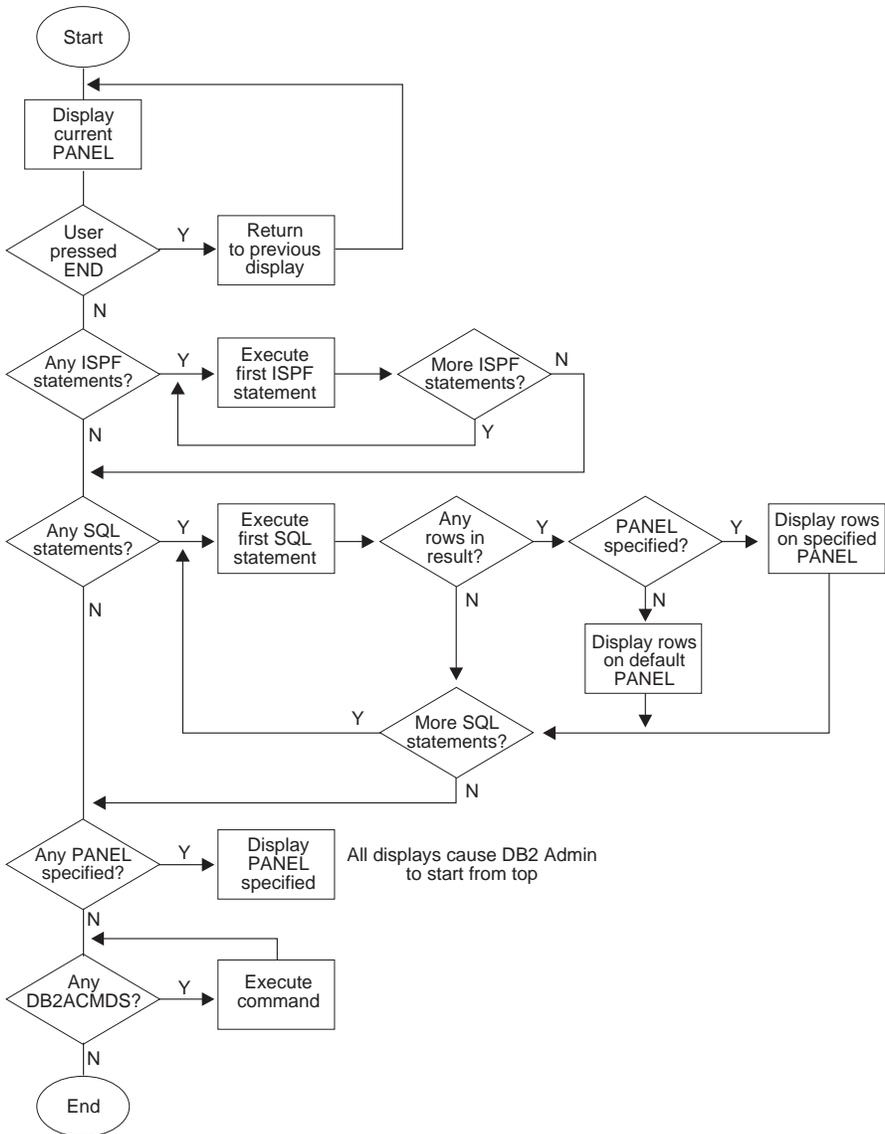 Start
Display
current
PANEL
User
pressed
END
Y
Return
to previous
display
N
Any ISPF
statements?
Y
Execute
first ISPF
statement
More ISPF
statements?
N
Y
N
Any SQL
statements?
Y
Execute
first SQL
statement
Any
rows in
result?
Y
PANEL
specified?
Y
Display rows
on specified
PANEL
N
N
N
Display rows
on default
PANEL
Y
More SQL
statements?
N
Any PANEL
specified?
Y
Display
PANEL
specified
All displays cause DB2 Admin
to start from top
N
Any
DB2ACMDS?
Y
Execute
command
N
End